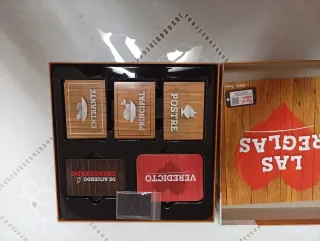 ENTRANTE
PRINCIPAL
POSTRE
DE ACUERDO
DESACUERDO
VEREDICTO
LAS
REGLAS